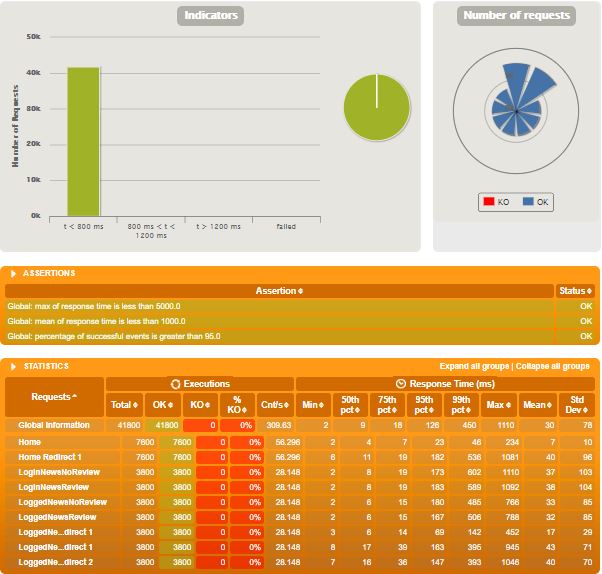 Indicators
Number of requests
50k
40k
30k
20k
10k
0k
Number of Requests
t < 800 ms
800 ms < t <
1200 ms
t > 1200 ms
failed
KO OK
ASSERTIONS
Assertion Status
Global: max of response time is less than 5000.0 OK
Global: mean of response time is less than 1000.0 OK
Global: percentage of successful events is greater than 95.0 OK
STATISTICS Expand all groups | Collapse all groups
Requests Executions Response Time (ms)
Total OK KO % KO Cnt/s Min 50th pct 75th pct 95th pct 99th pct Max Mean Std Dev
Global Information 41800 41800 0 0% 309.63 2 9 18 126 450 1110 30 78
Home 7600 7600 0 0% 56.296 2 4 7 23 46 234 7 10
Home Redirect 1 7600 7600 0 0% 56.296 6 11 19 182 536 1081 40 96
LoginNewsNoReview 3800 3800 0 0% 28.148 2 8 19 173 602 1110 37 103
LoginNewsReview 3800 3800 0 0% 28.148 2 8 19 183 589 1092 38 104
LoggedNewsNoReview 3800 3800 0 0% 28.148 2 6 15 180 485 766 33 85
LoggedNewsReview 3800 3800 0 0% 28.148 2 6 15 167 506 788 32 85
LoggedNe...direct 1 3800 3800 0 0% 28.148 3 6 14 69 142 452 17 29
LoggedNe...direct 1 3800 3800 0 0% 28.148 8 17 39 163 395 945 43 71
LoggedNe...direct 2 3800 3800 0 0% 28.148 7 16 36 147 393 1046 40 70